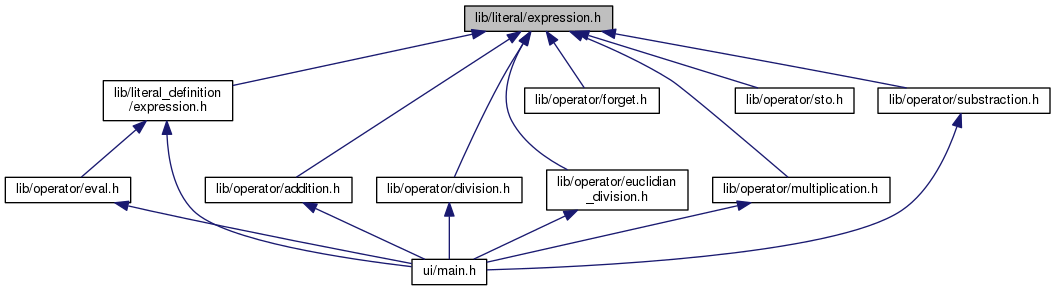 lib/literal/expression.h
lib/literal_definition
/expression.h
lib/operator/forget.h
lib/operator/sto.h
lib/operator/substraction.h
lib/operator/eval.h
lib/operator/addition.h
lib/operator/division.h
lib/operator/euclidian
_division.h
lib/operator/multiplication.h
ui/main.h